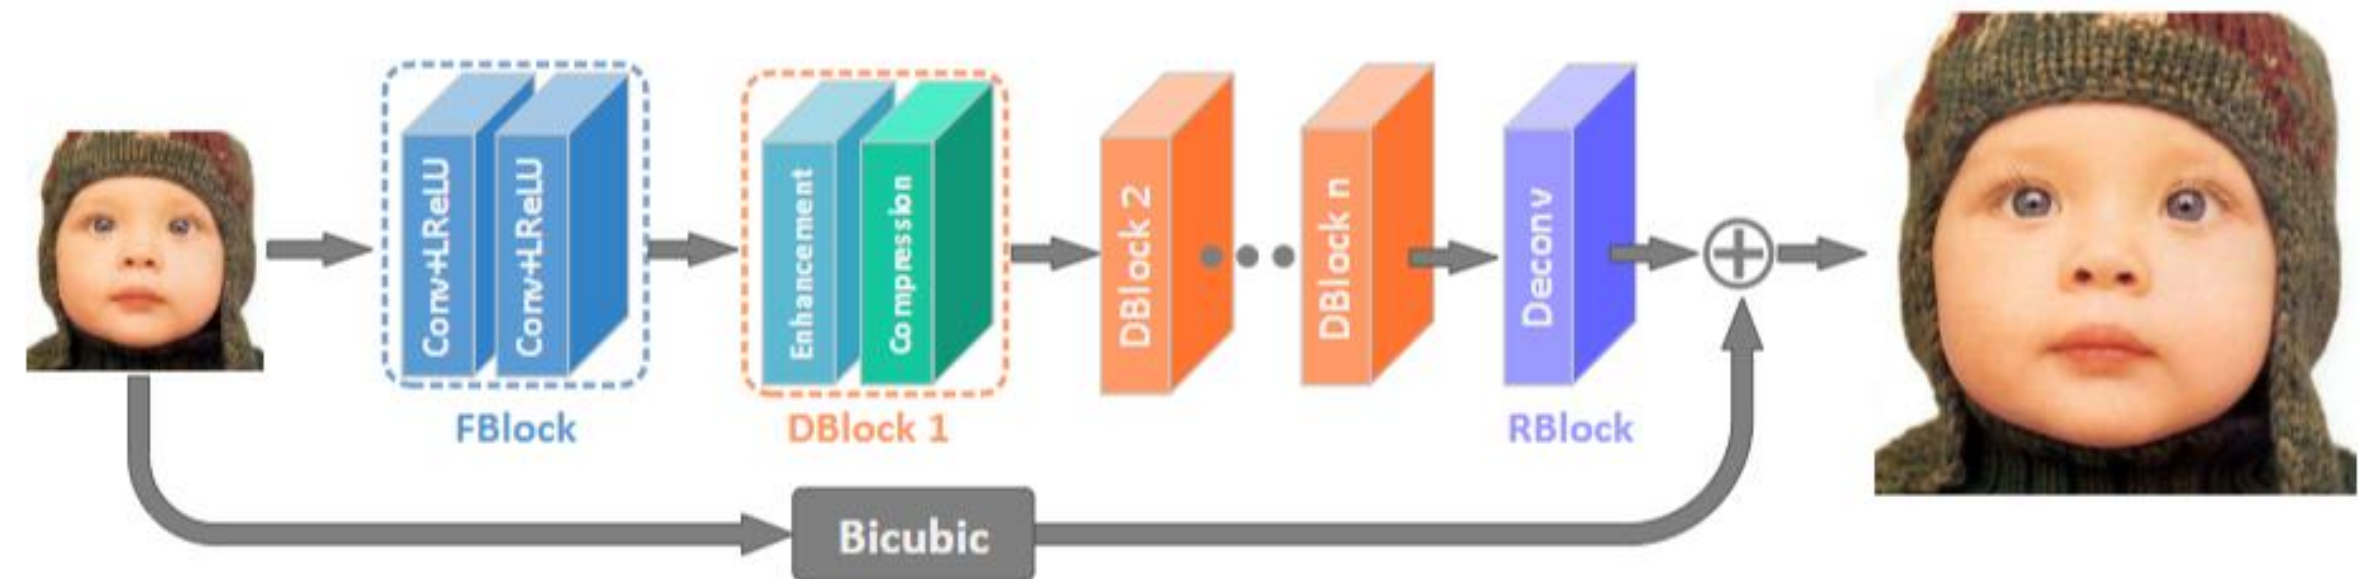 Conv+LReLU
Conv+LReLU
FBlock
Enhancement
Compression
DBlock 1
DBlock 2
DBlock n
Deconv
RBlock
Bicubic